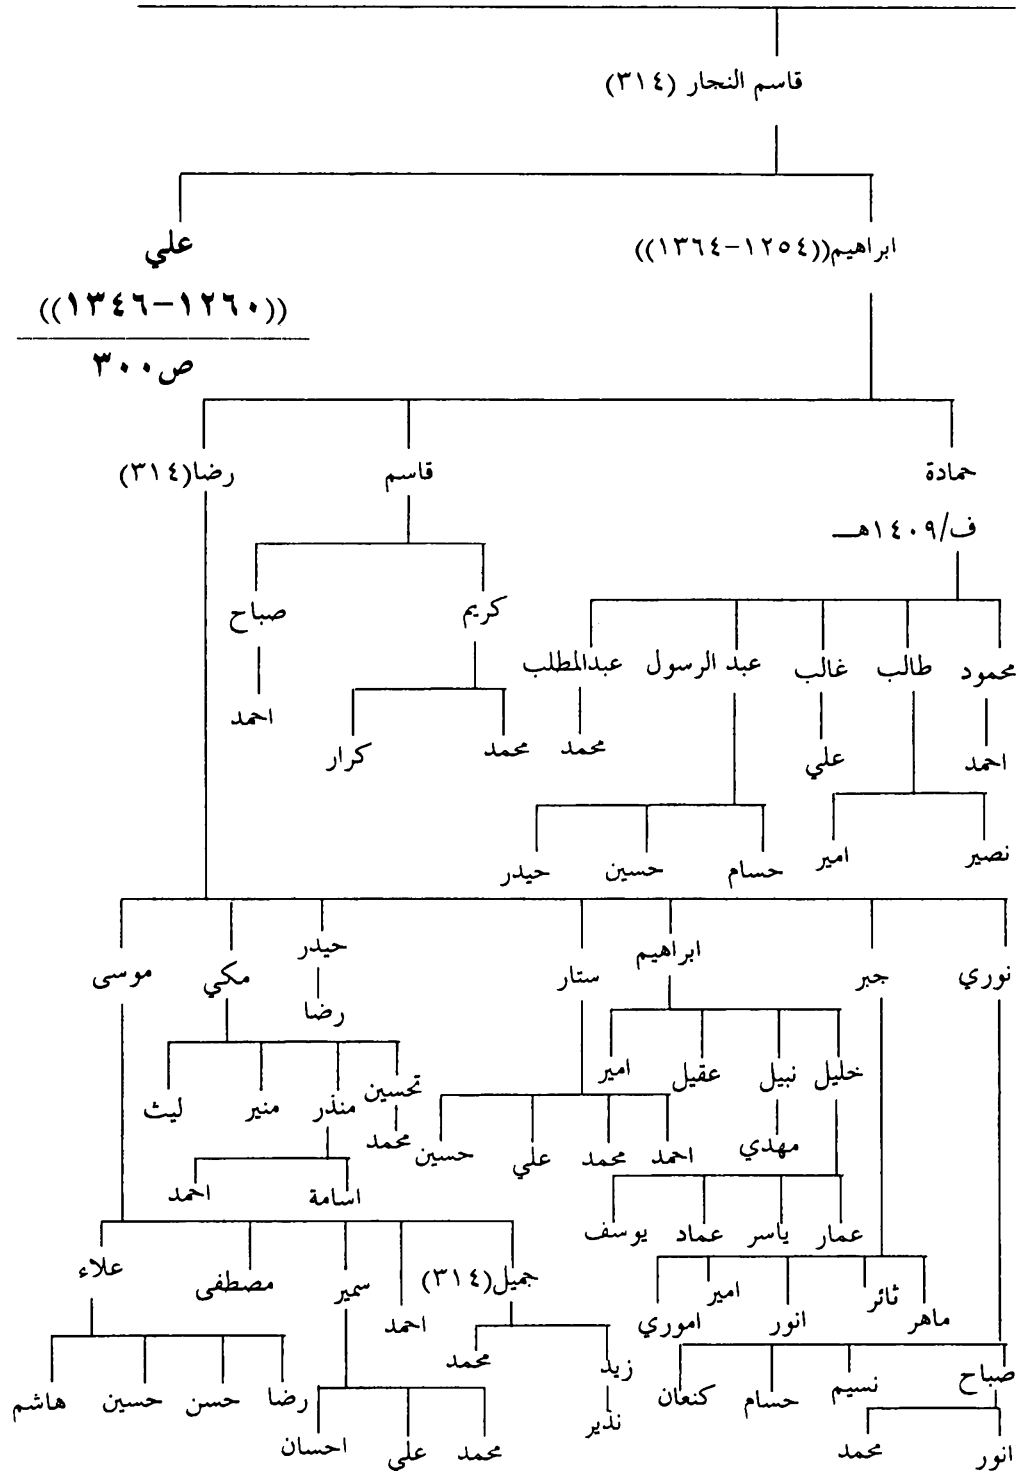 قاسم النجار (٣١٤)
ابراهيم((١٢٥٤-١٣٦٤))
علي
((١٢٦٠-١٣٤٦))
ص٣٠٠
حمادة
قاسم
رضا(٣١٤)
ف/١٤٠٩هـ
كريم
صباح
محمود
طالب
غالب
عبد الرسول
عبدالمطلب
احمد
علي
محمد
محمد
كرار
احمد
نصير
امير
حسام
حسين
حيدر
نوري
جبر
ابراهيم
ستار
حيدر
مكي
موسى
رضا
خليل
نبيل
عقيل
امير
تحسين
منذر
منير
ليث
مهدي
احمد
محمد
علي
حسين
محمد
اسامة
احمد
عمار
ياسر
عماد
يوسف
جميل(٣١٤)
احمد
سمير
مصطفى
علاء
ماهر
ثائر
انور
امير
اموري
زيد
محمد
صباح
نسيم
حسام
كنعان
رضا
حسن
حسين
هاشم
نذير
محمد
علي
احسان
انور
محمد